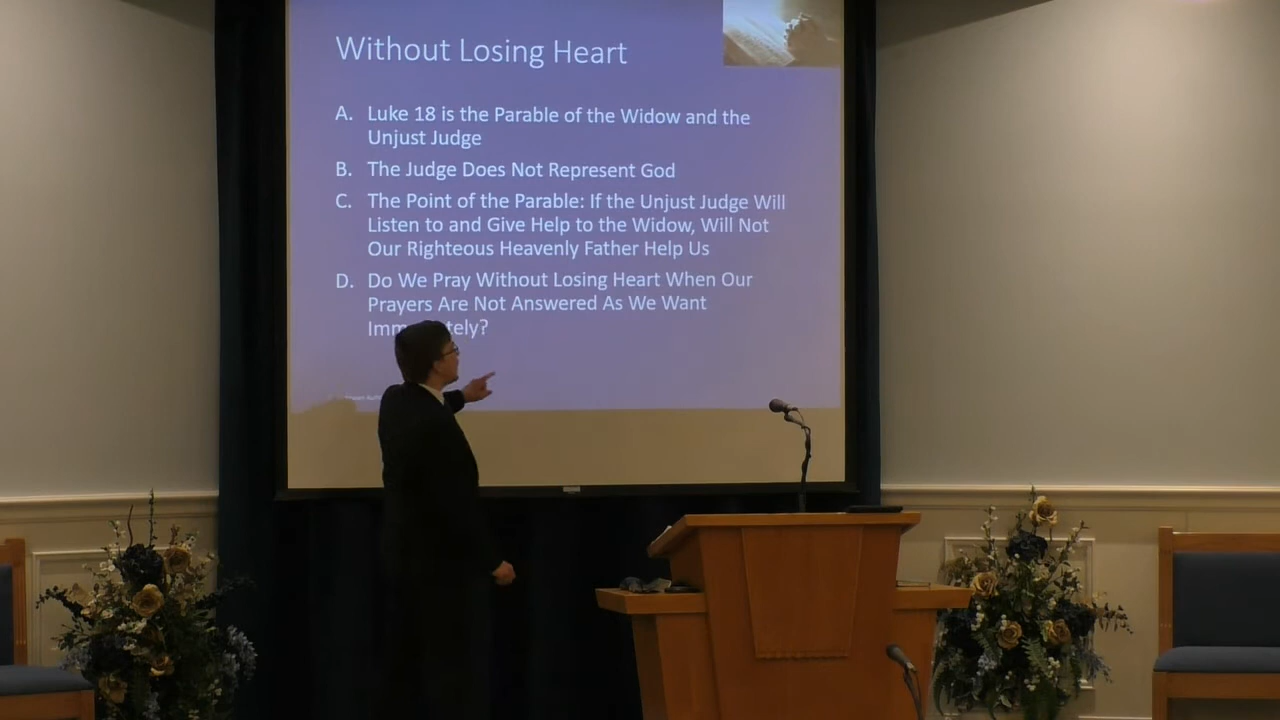 Without Losing Heart
A. Luke 18 is the Parable of the Widow and the
Unjust Judge
B. The Judge Does Not Represent God
C. The Point of the Parable: If the Unjust Judge Will
Listen to and Give Help to the Widow, Will Not
Our Righteous Heavenly Father Help Us
D. Do We Pray Without Losing Heart When Our
Prayers Are Not Answered As We Want